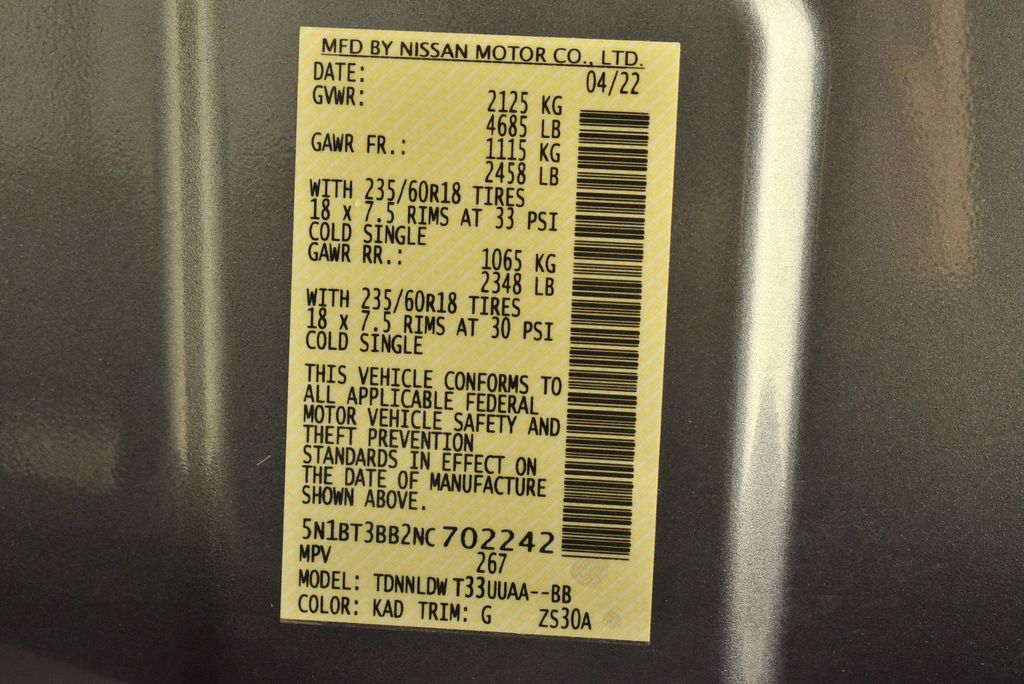 MFD BY NISSAN MOTOR CO., LTD.
DATE: 04/22
GVWR: 2125 KG
4685 LB
GAWR FR.: 1115 KG
2458 LB
WITH 235/60R18 TIRES
18 x 7.5 RIMS AT 33 PSI
COLD SINGLE
GAWR RR.: 1065 KG
2348 LB
WITH 235/60R18 TIRES
18 x 7.5 RIMS AT 30 PSI
COLD SINGLE
THIS VEHICLE CONFORMS TO
ALL APPLICABLE FEDERAL
MOTOR VEHICLE SAFETY AND
THEFT PREVENTION
STANDARDS IN EFFECT ON
THE DATE OF MANUFACTURE
SHOWN ABOVE.
5N1BT3BB2NC702242
MPV 267
MODEL: TDNNLDW T33UUAA--BB
COLOR: KAD TRIM: G ZS30A